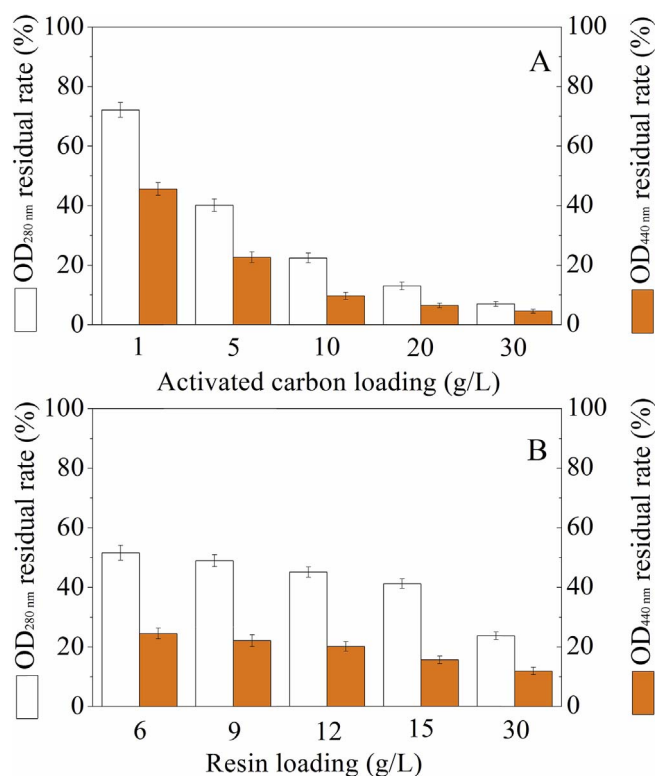 A
100
80
60
40
20
0
OD280 nm residual rate (%)
100
80
60
40
20
0
OD440 nm residual rate (%)
1 5 10 20 30
Activated carbon loading (g/L)
B
100
80
60
40
20
0
OD280 nm residual rate (%)
100
80
60
40
20
0
OD440 nm residual rate (%)
6 9 12 15 30
Resin loading (g/L)